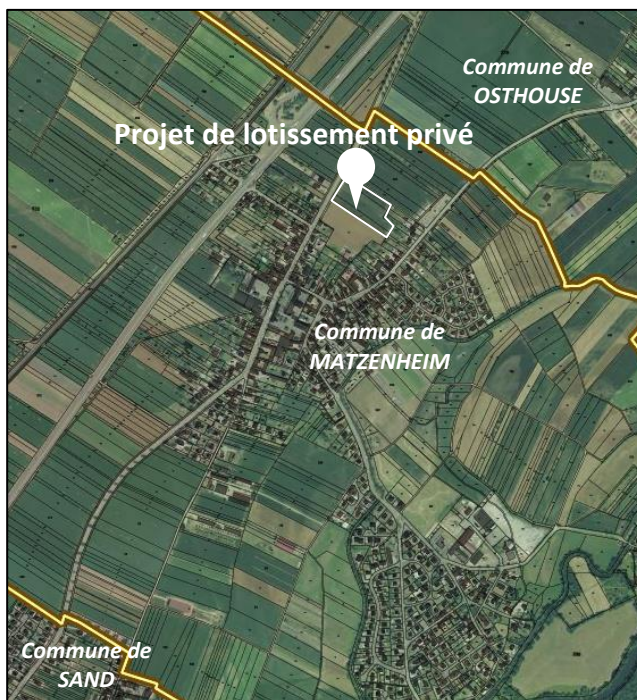 Commune de
OSTHOUSE
Projet de lotissement privé
Commune de
MATZENHEIM
Commune de
SAND